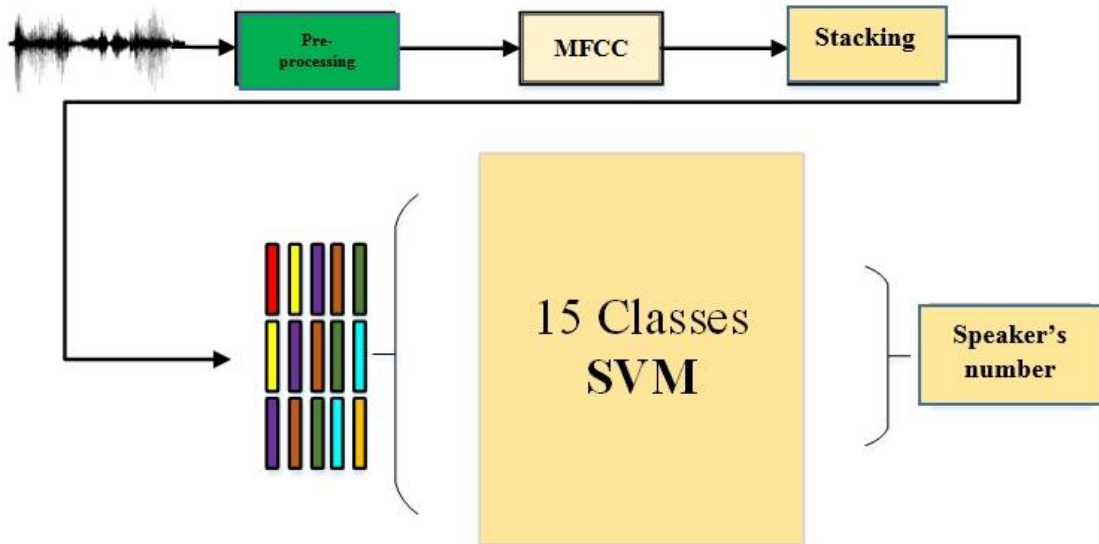 Pre-
processing
MFCC
Stacking
15 Classes
SVM
Speaker’s
number